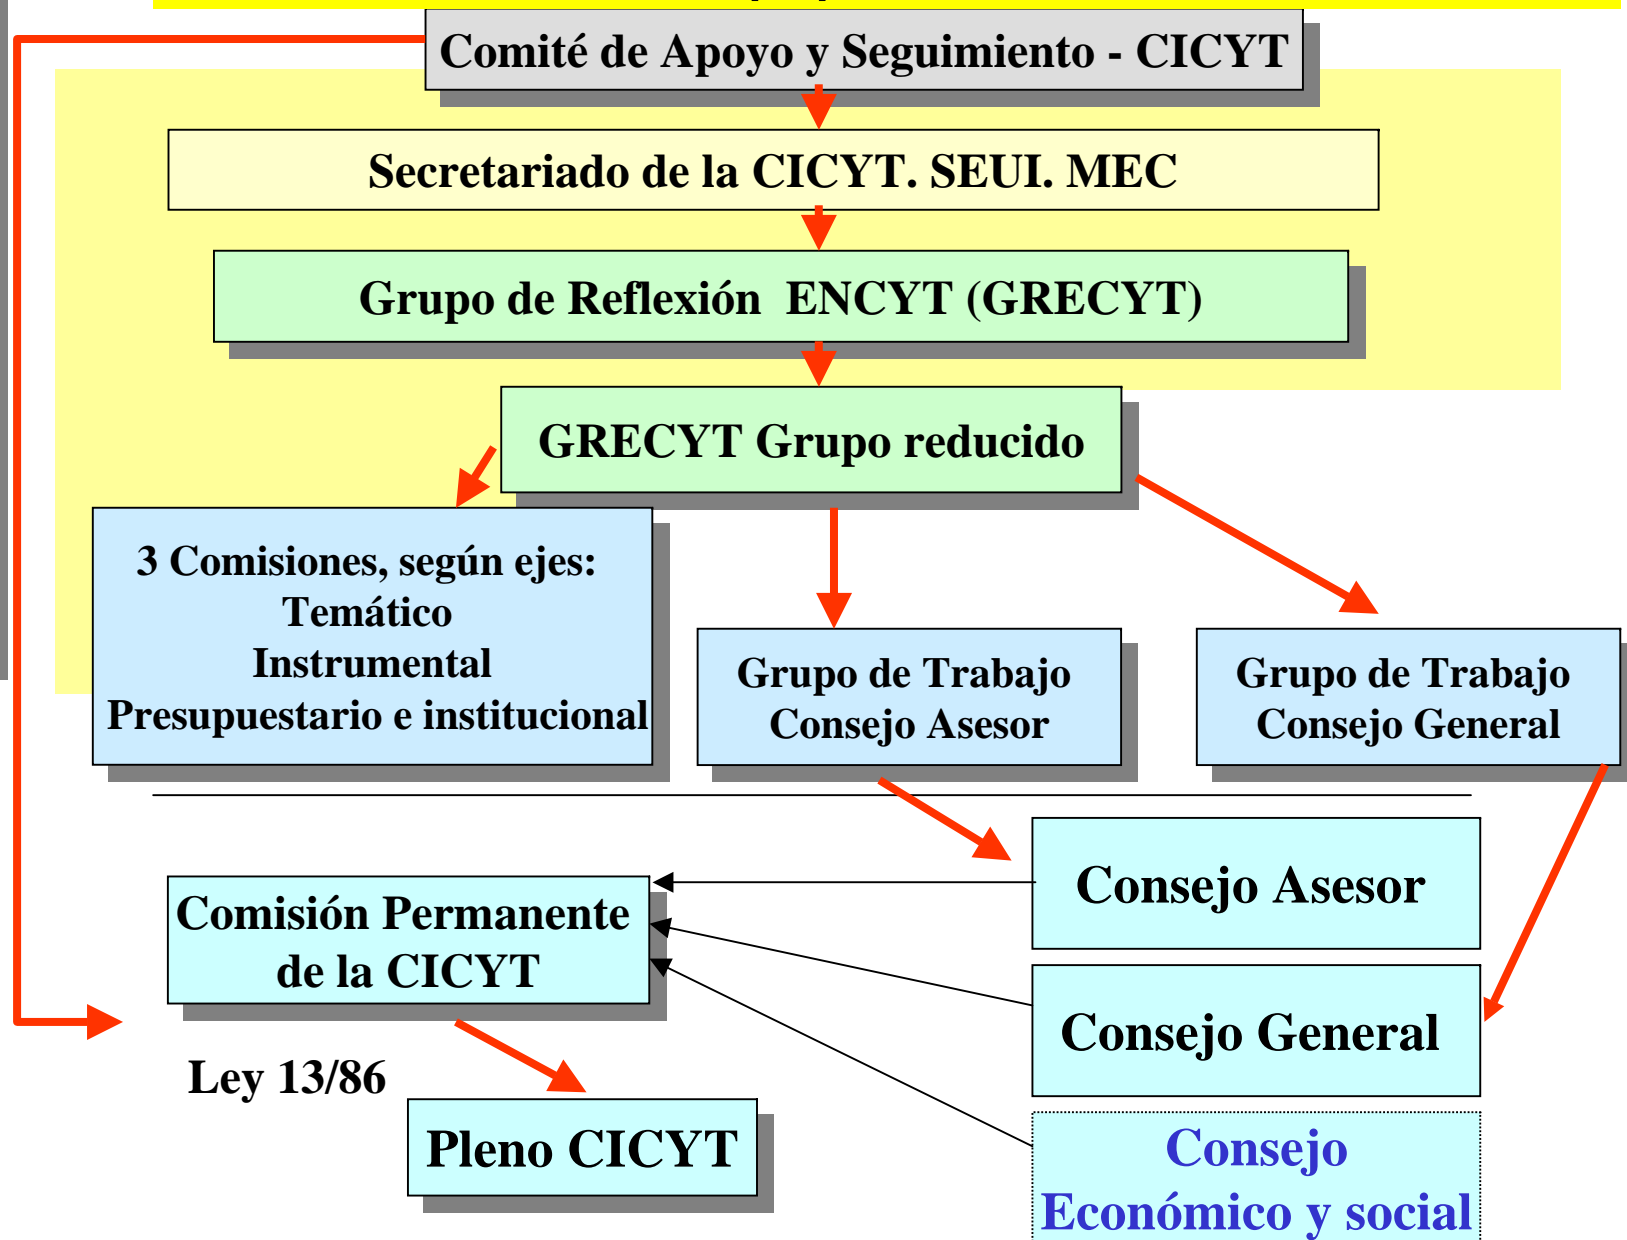 Comité de Apoyo y Seguimiento - CICYT
Secretariado de la CICYT. SEUI. MEC
Grupo de Reflexión ENCYT (GRECYT)
GRECYT Grupo reducido
3 Comisiones, según ejes:
Temático
Instrumental
Presupuestario e institucional
Grupo de Trabajo
Consejo Asesor
Grupo de Trabajo
Consejo General
Consejo Asesor
Comisión Permanente
de la CICYT
Consejo General
Ley 13/86
Pleno CICYT
Consejo
Económico y social